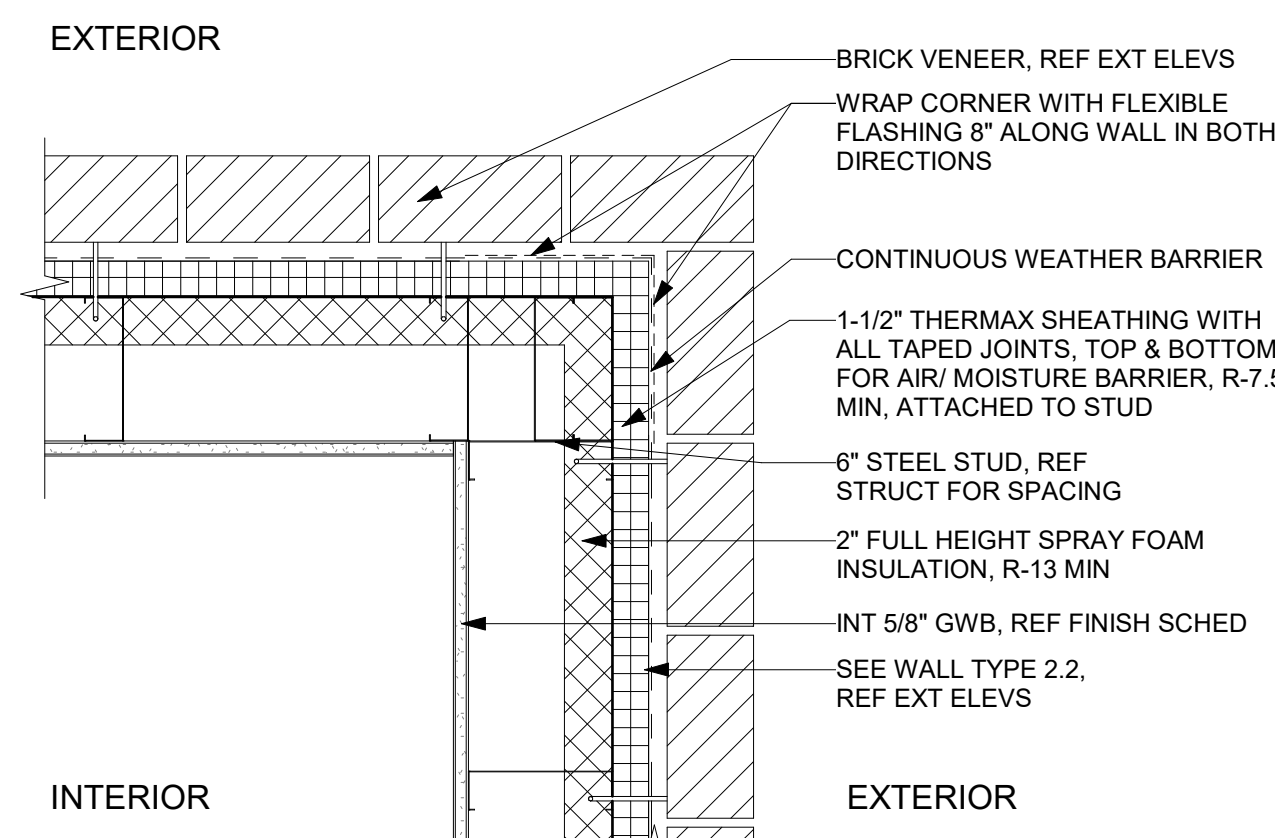 EXTERIOR
BRICK VENEER, REF EXT ELEVS
WRAP CORNER WITH FLEXIBLE
FLASHING 8" ALONG WALL IN BOTH
DIRECTIONS
CONTINUOUS WEATHER BARRIER
1-1/2" THERMAX SHEATHING WITH
ALL TAPED JOINTS, TOP & BOTTOM
FOR AIR/ MOISTURE BARRIER, R-7.5
MIN, ATTACHED TO STUD
6" STEEL STUD, REF
STRUCT FOR SPACING
2" FULL HEIGHT SPRAY FOAM
INSULATION, R-13 MIN
INT 5/8" GWB, REF FINISH SCHED
SEE WALL TYPE 2.2,
REF EXT ELEVS
INTERIOR
EXTERIOR